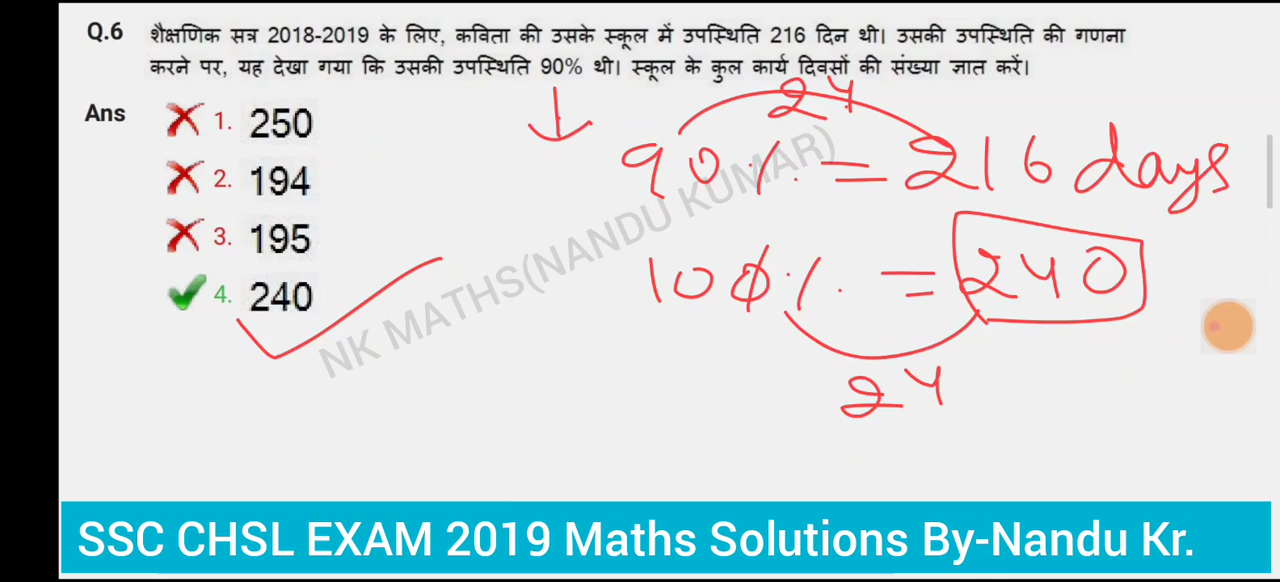 Q.6 शैक्षणिक सत्र 2018-2019 के लिए, कविता की उसके स्कूल में उपस्थिति 216 दिन थी। उसकी उपस्थिति की गणना
करने पर, यह देखा गया कि उसकी उपस्थिति 90% थी। स्कूल के कुल कार्य दिवसों की संख्या ज्ञात करें।
Ans 1. 250
2. 194
3. 195
4. 240
24
90% = 216 days
100% = 240
24
NK MATHS(NANDU KUMAR)
SSC CHSL EXAM 2019 Maths Solutions By-Nandu Kr.